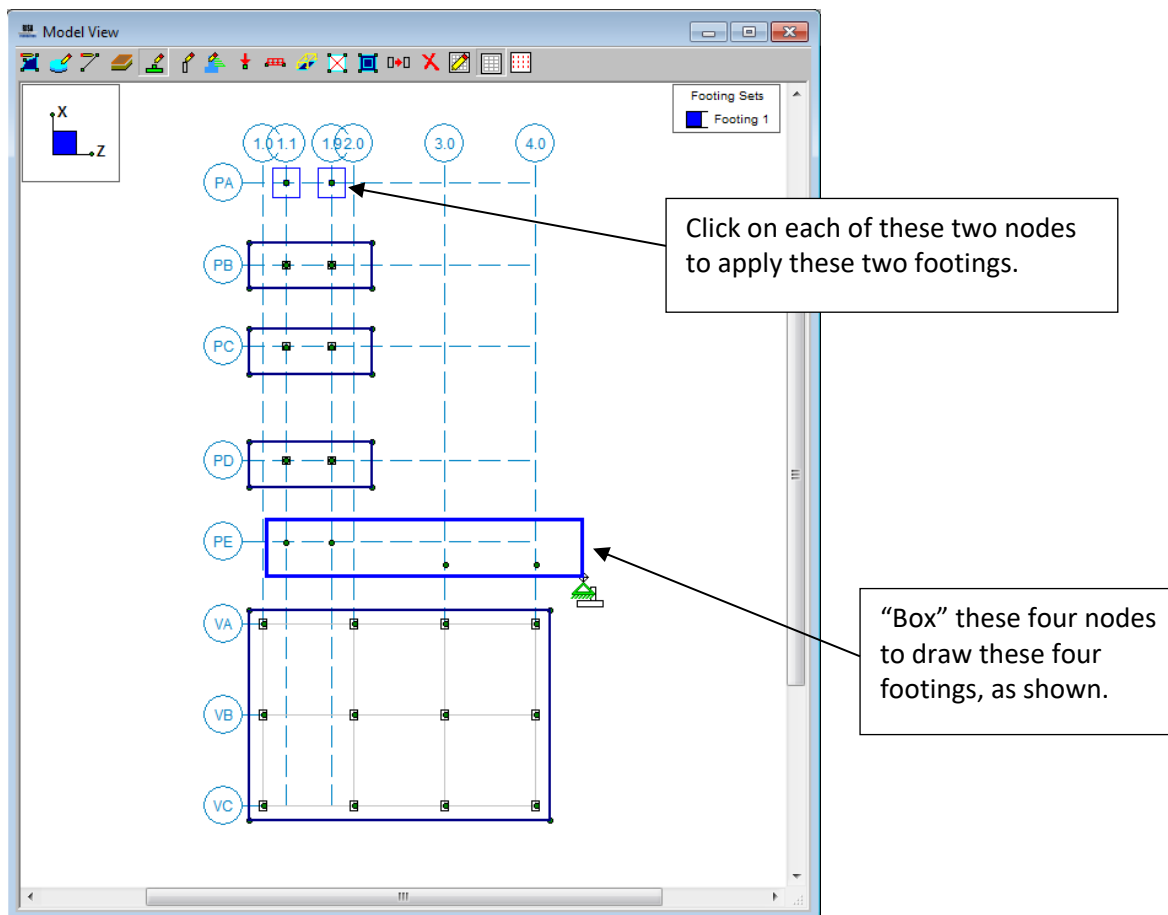 Model View
X
Z
Footing Sets
Footing 1
1.0 1.1 1.9 2.0 3.0 4.0
PA
Click on each of these two nodes
to apply these two footings.
PB
PC
PD
PE
“Box” these four nodes
to draw these four
footings, as shown.
VA
VB
VC